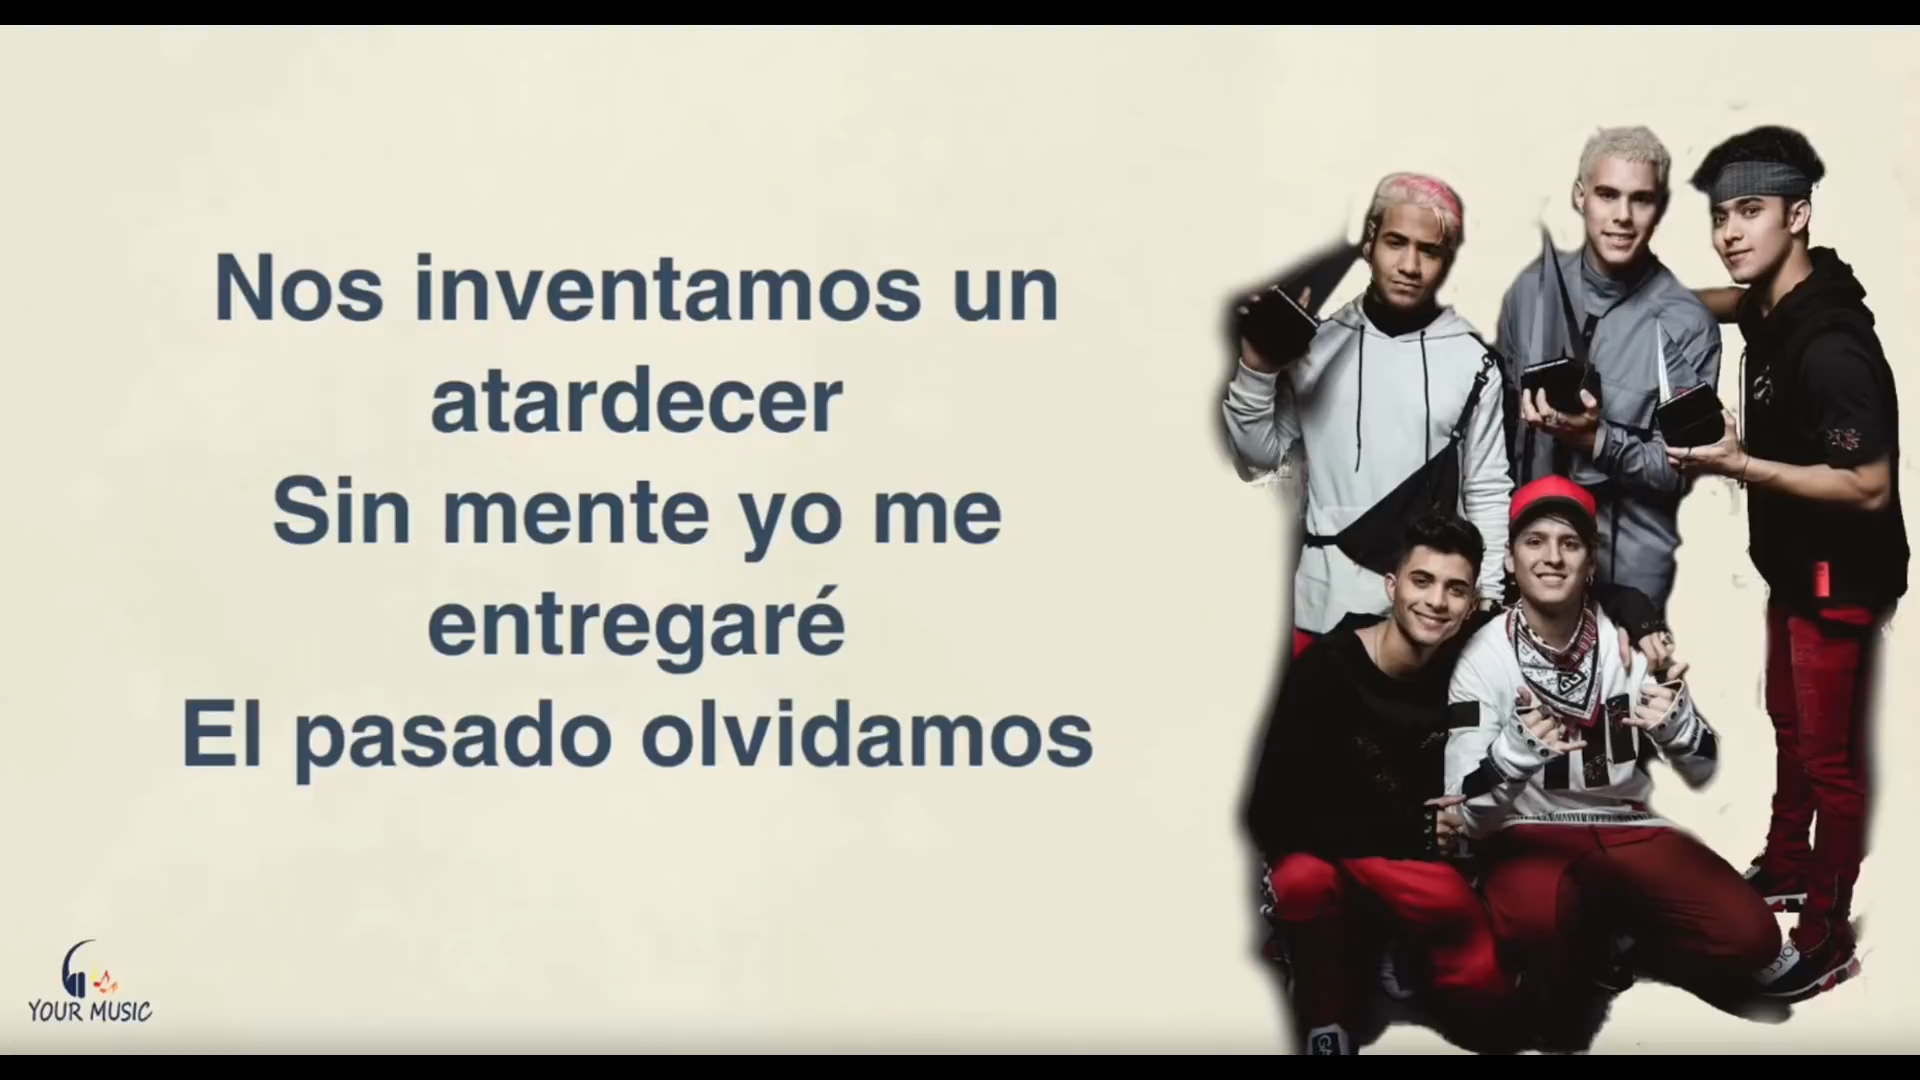 Nos inventamos un
atardecer
Sin mente yo me
entregaré
El pasado olvidamos
YOUR MUSIC